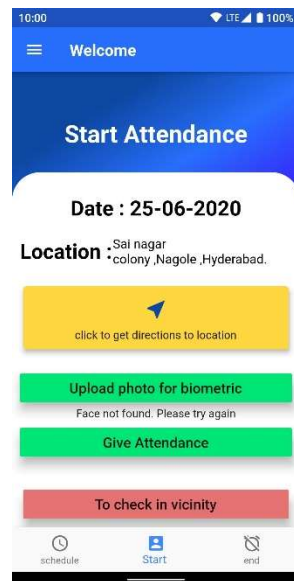 10:00 LTE 100%
Welcome
Start Attendance
Date : 25-06-2020
Location : Sai nagar
colony ,Nagole ,Hyderabad.
click to get directions to location
Upload photo for biometric
Face not found. Please try again
Give Attendance
To check in vicinity
schedule Start end